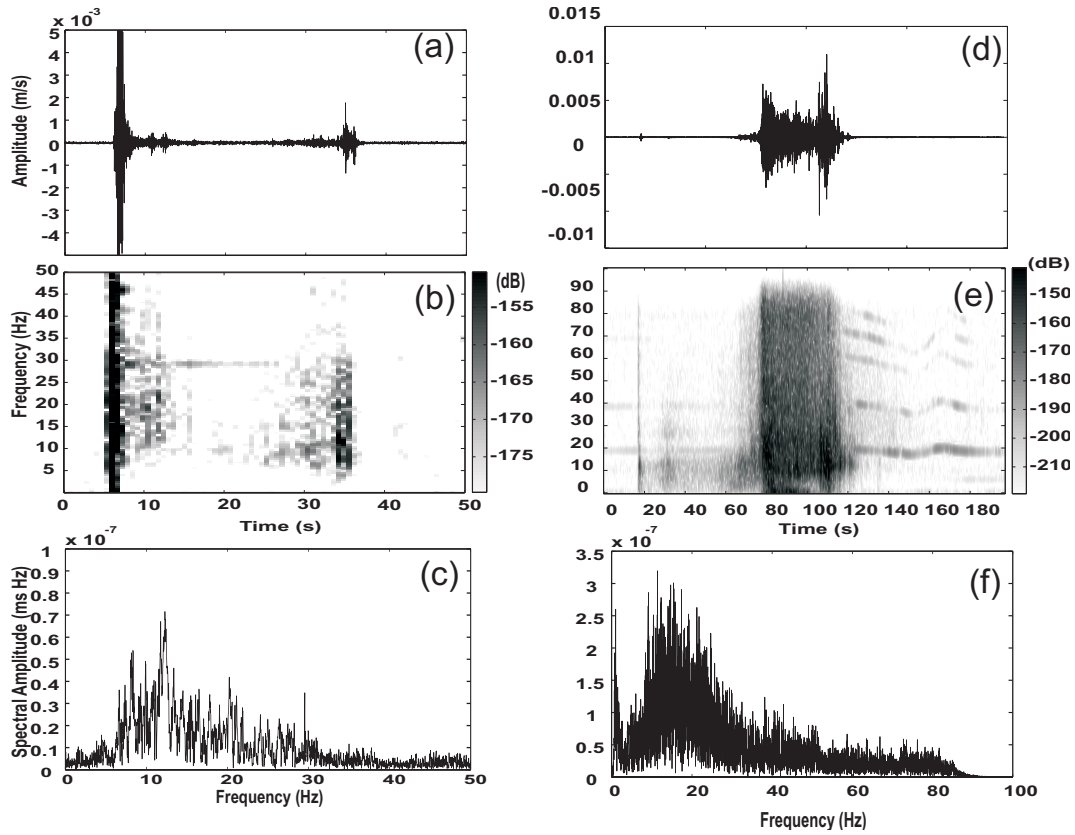 x 10^-3
5
4
3
2
1
0
-1
-2
-3
-4
Amplitude (m/s)
0 10 20 30 40 50
(a)
0.015
0.01
0.005
0
-0.005
-0.01
0 20 40 60 80 100 120 140 160 180
(d)
50
45
40
35
30
25
20
15
10
5
Frequency (Hz)
0 10 20 30 40 50
Time (s)
(b)
(dB)
-155
-160
-165
-170
-175
90
80
70
60
50
40
30
20
10
0
Time (s)
(e)
(dB)
-150
-160
-170
-180
-190
-200
-210
x 10^-7
1
0.9
0.8
0.7
0.6
0.5
0.4
0.3
0.2
0.1
0
Spectral Amplitude (ms Hz)
0 10 20 30 40 50
Frequency (Hz)
(c)
x 10^-7
3.5
3
2.5
2
1.5
1
0.5
0
0 20 40 60 80 100
Frequency (Hz)
(f)